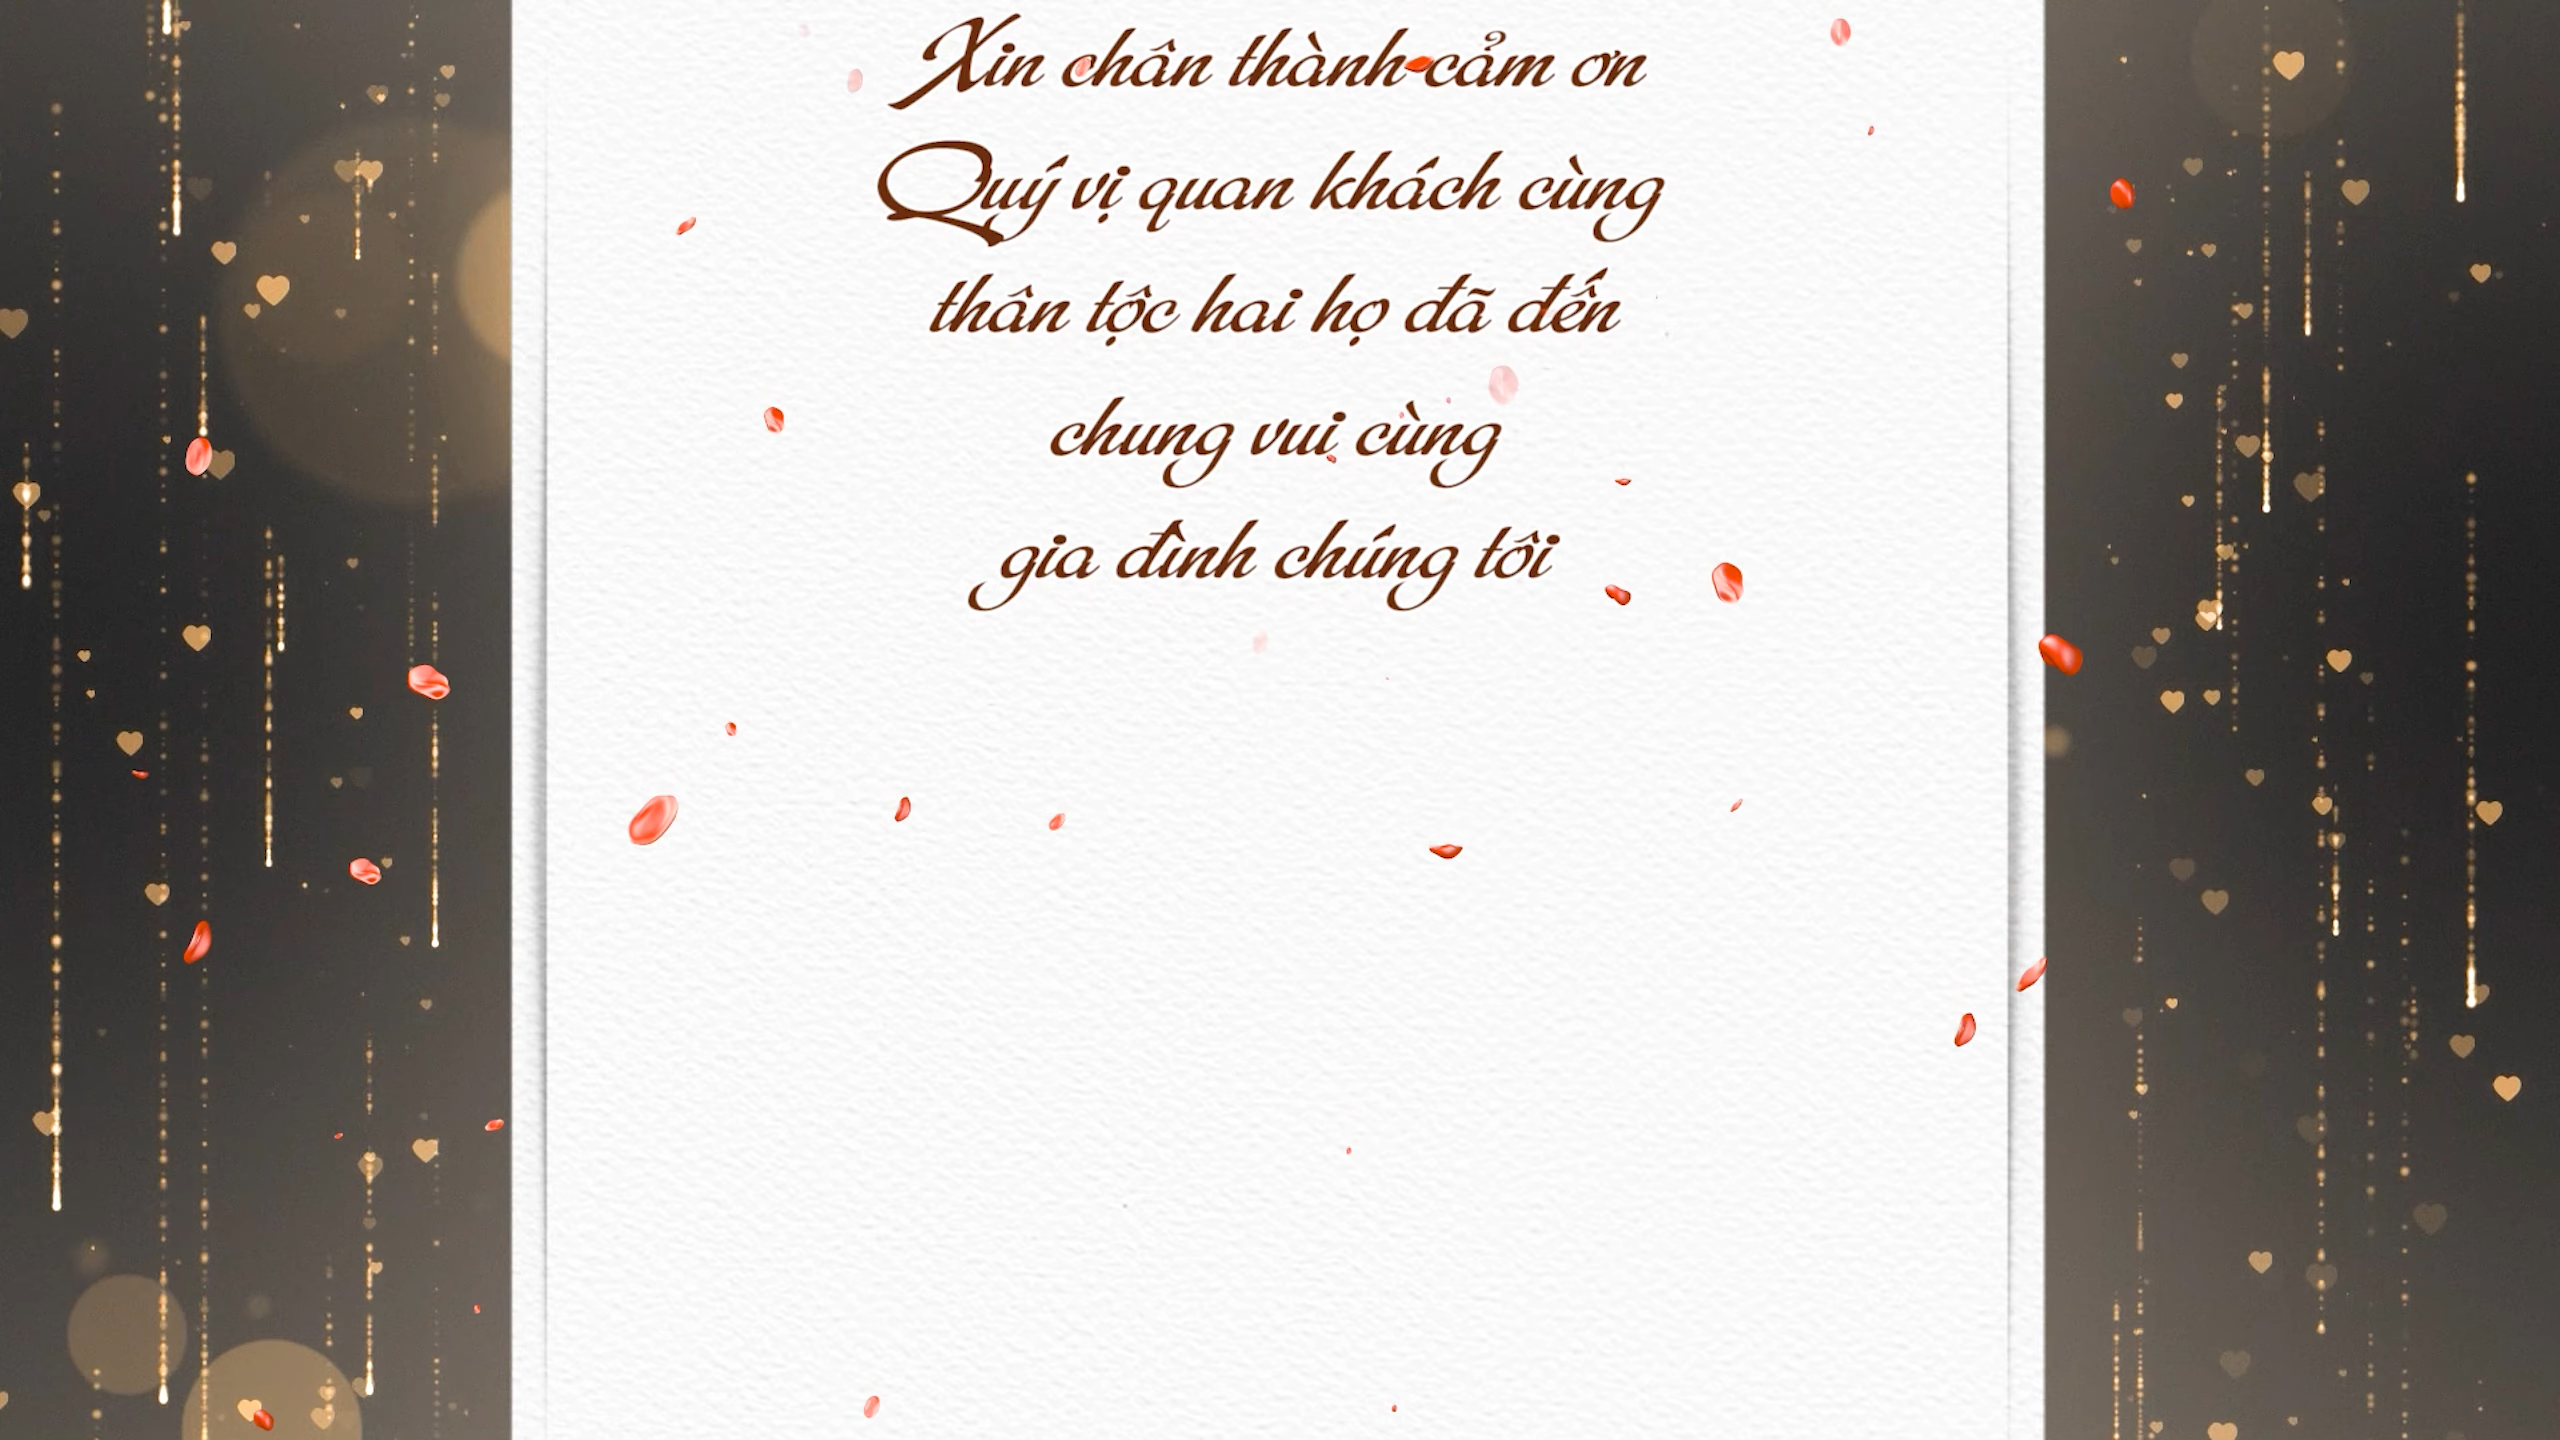 Xin chân thành cảm ơn
Quý vị quan khách cùng
thân tộc hai họ đã đến
chung vui cùng
gia đình chúng tôi